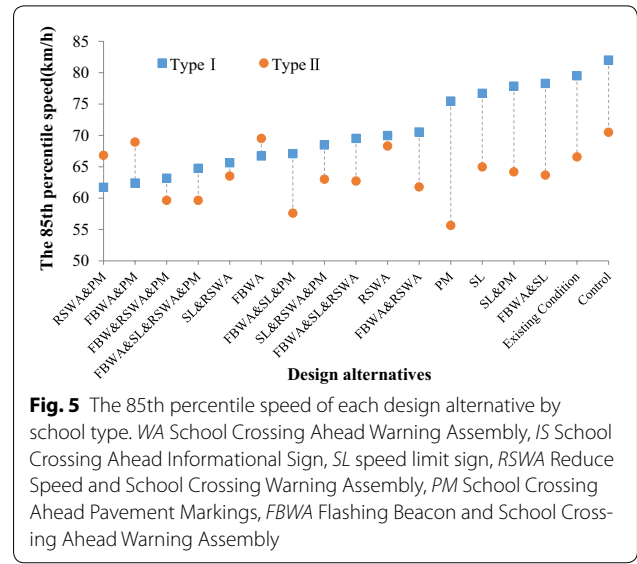 The 85th percentile speed(km/h)
85
80
75
70
65
60
55
50
Type I
Type II
RSWA&PM
FBWA&PM
FBW&RSWA&PM
FBWA&SL&RSWA&PM
SL&RSWA
FBWA
FBWA&SL&PM
SL&RSWA&PM
FBWA&SL&RSWA
RSWA
FBWA&RSWA
PM
SL
SL&PM
FBWA&SL
Existing Condition
Control
Design alternatives
Fig. 5 The 85th percentile speed of each design alternative by
school type. WA School Crossing Ahead Warning Assembly, IS School
Crossing Ahead Informational Sign, SL speed limit sign, RSWA Reduce
Speed and School Crossing Warning Assembly, PM School Crossing
Ahead Pavement Markings, FBWA Flashing Beacon and School Cross-
ing Ahead Warning Assembly